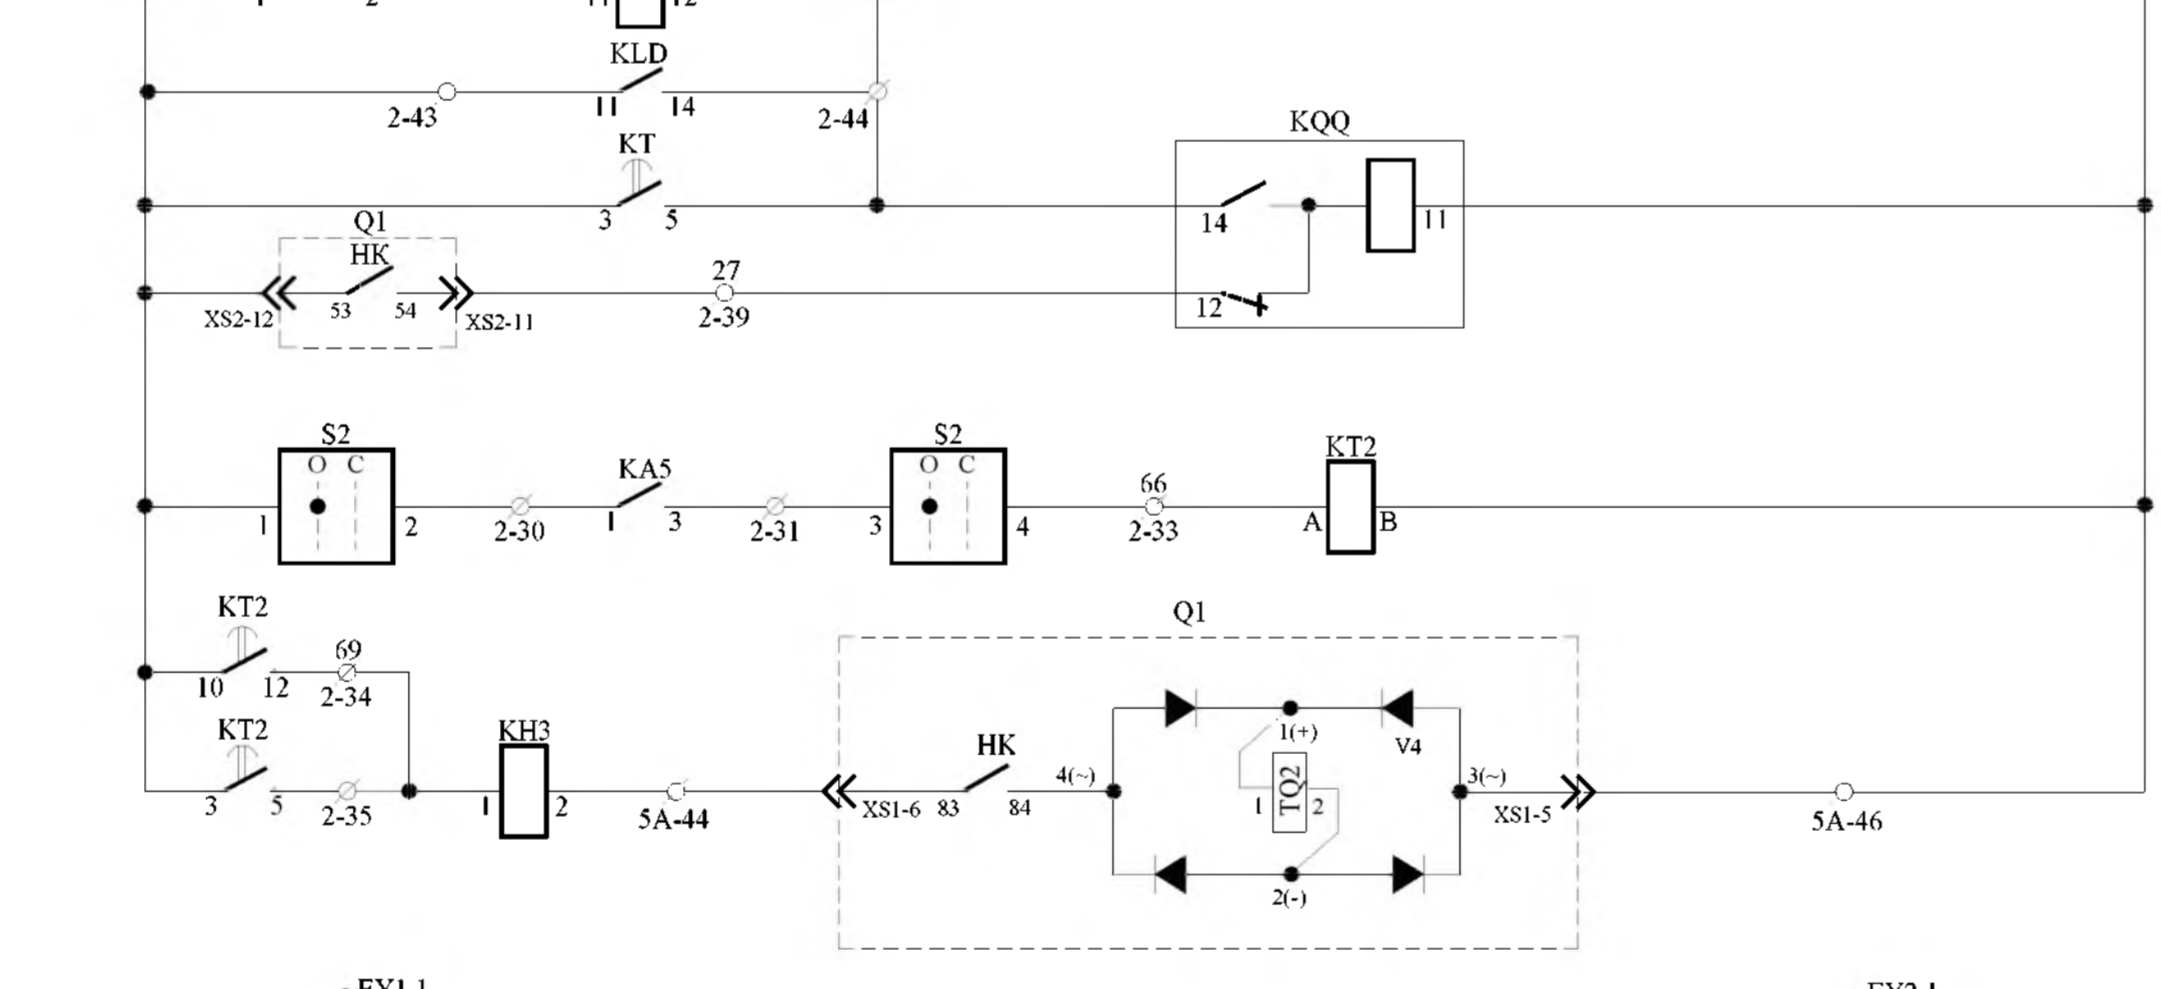 KLD
11 14
2-43 2-44
KT
KQQ
3 5
14 11
Q1
HK
53 54
XS2-12 XS2-11
27
2-39
12
S2 S2
O C O C
KA5
KT2
66
1 2 1 3 3 4 A B
2-30 2-31 2-33
KT2
69
10 12
2-34
Q1
KT2
KH3
HK
3 5 1 2
2-35
5A-44
XS1-6 83 84
4(~)
1(+)
V4
TQ2
1 2
3(~)
XS1-5
2(-)
5A-46